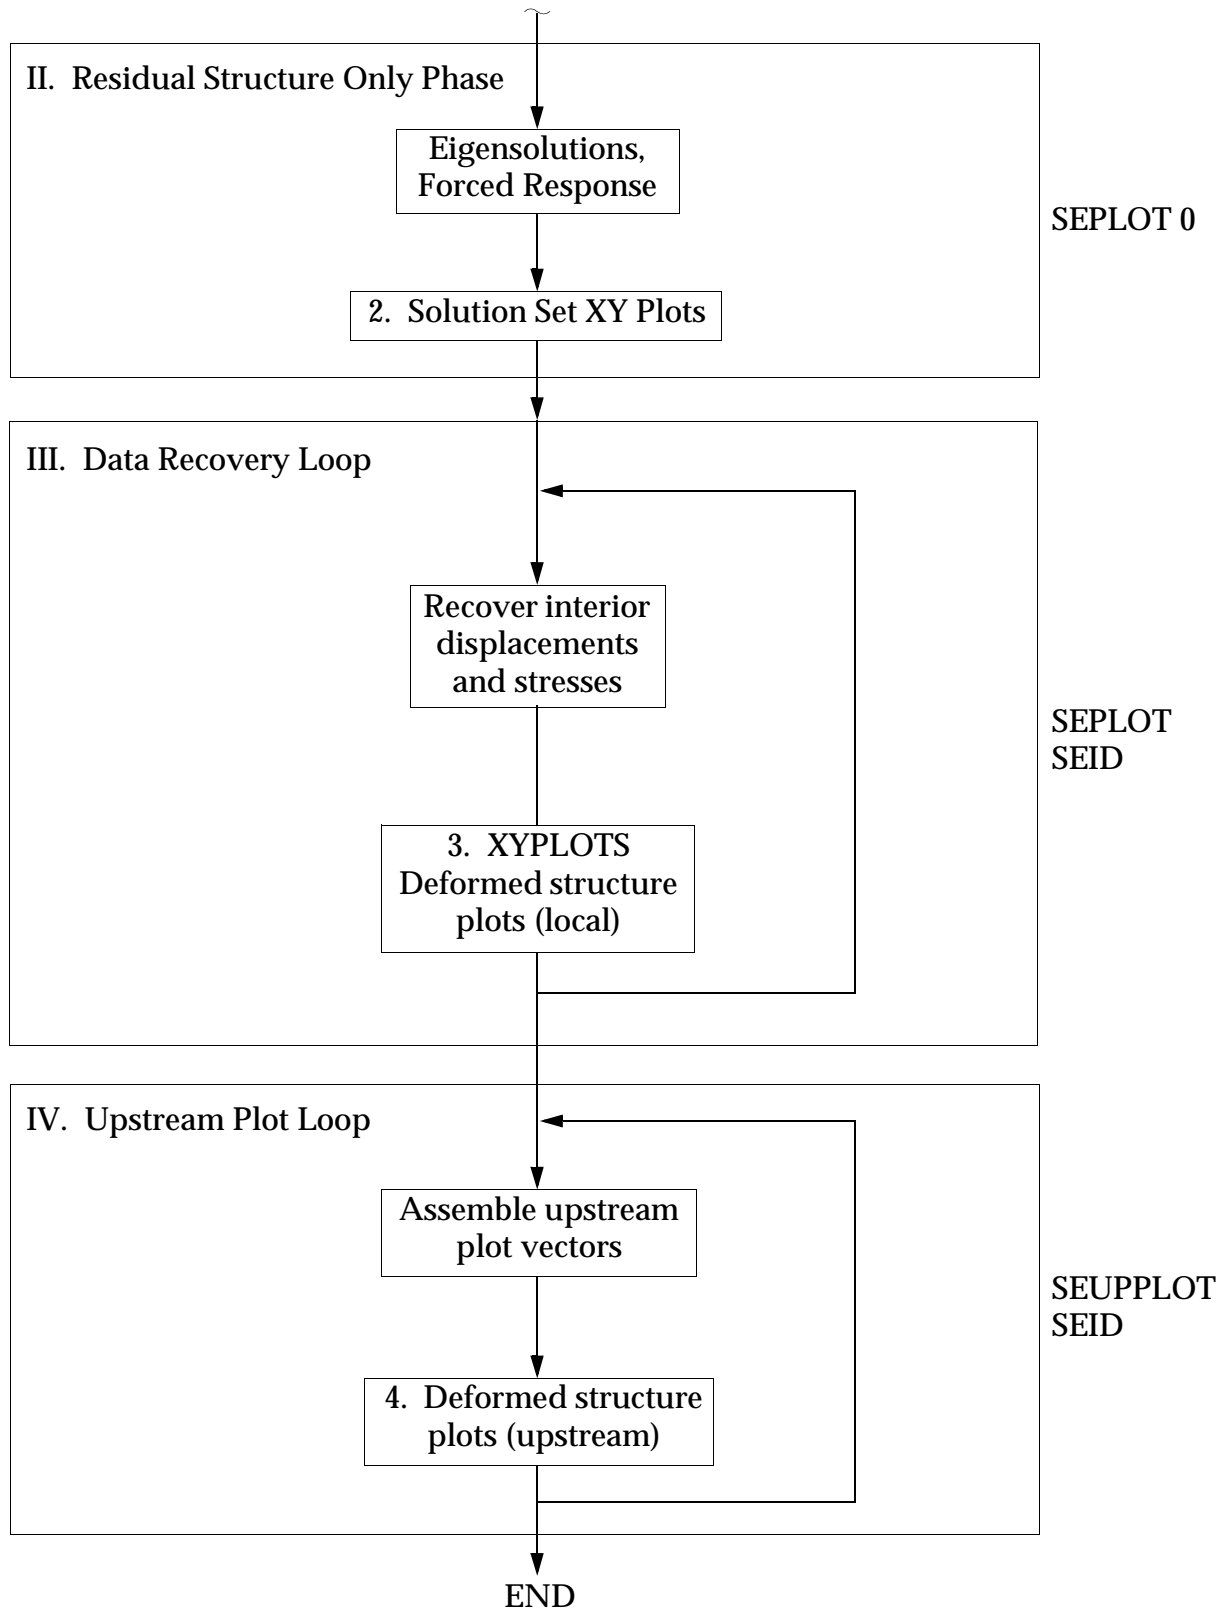 II. Residual Structure Only Phase
Eigensolutions,
Forced Response
SEPLOT 0
2. Solution Set XY Plots
III. Data Recovery Loop
Recover interior
displacements
and stresses
SEPLOT
SEID
3. XYPLOTS
Deformed structure
plots (local)
IV. Upstream Plot Loop
Assemble upstream
plot vectors
SEUPPLOT
SEID
4. Deformed structure
plots (upstream)
END